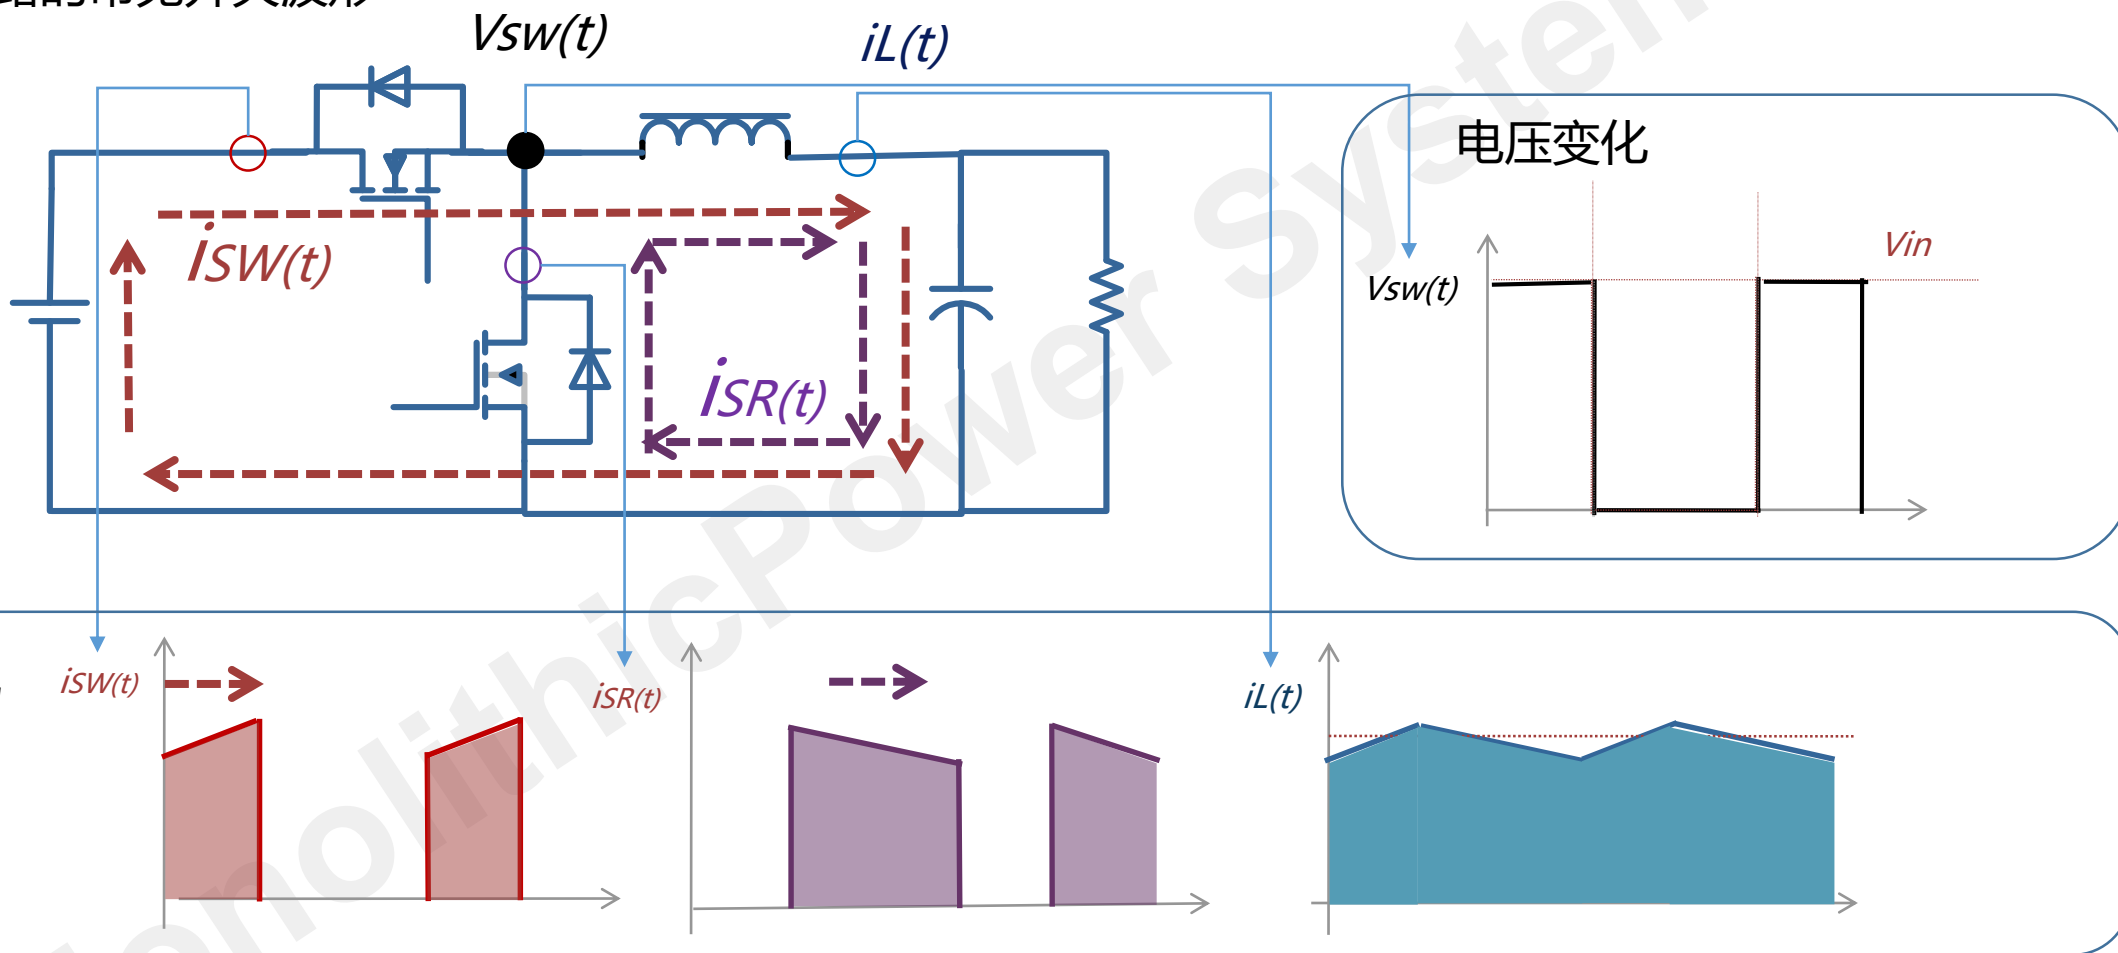 Vsw(t)
iL(t)
电压变化
iSW(t)
Vin
Vsw(t)
iSR(t)
iSW(t)
iSR(t)
iL(t)
MonolithicPower System